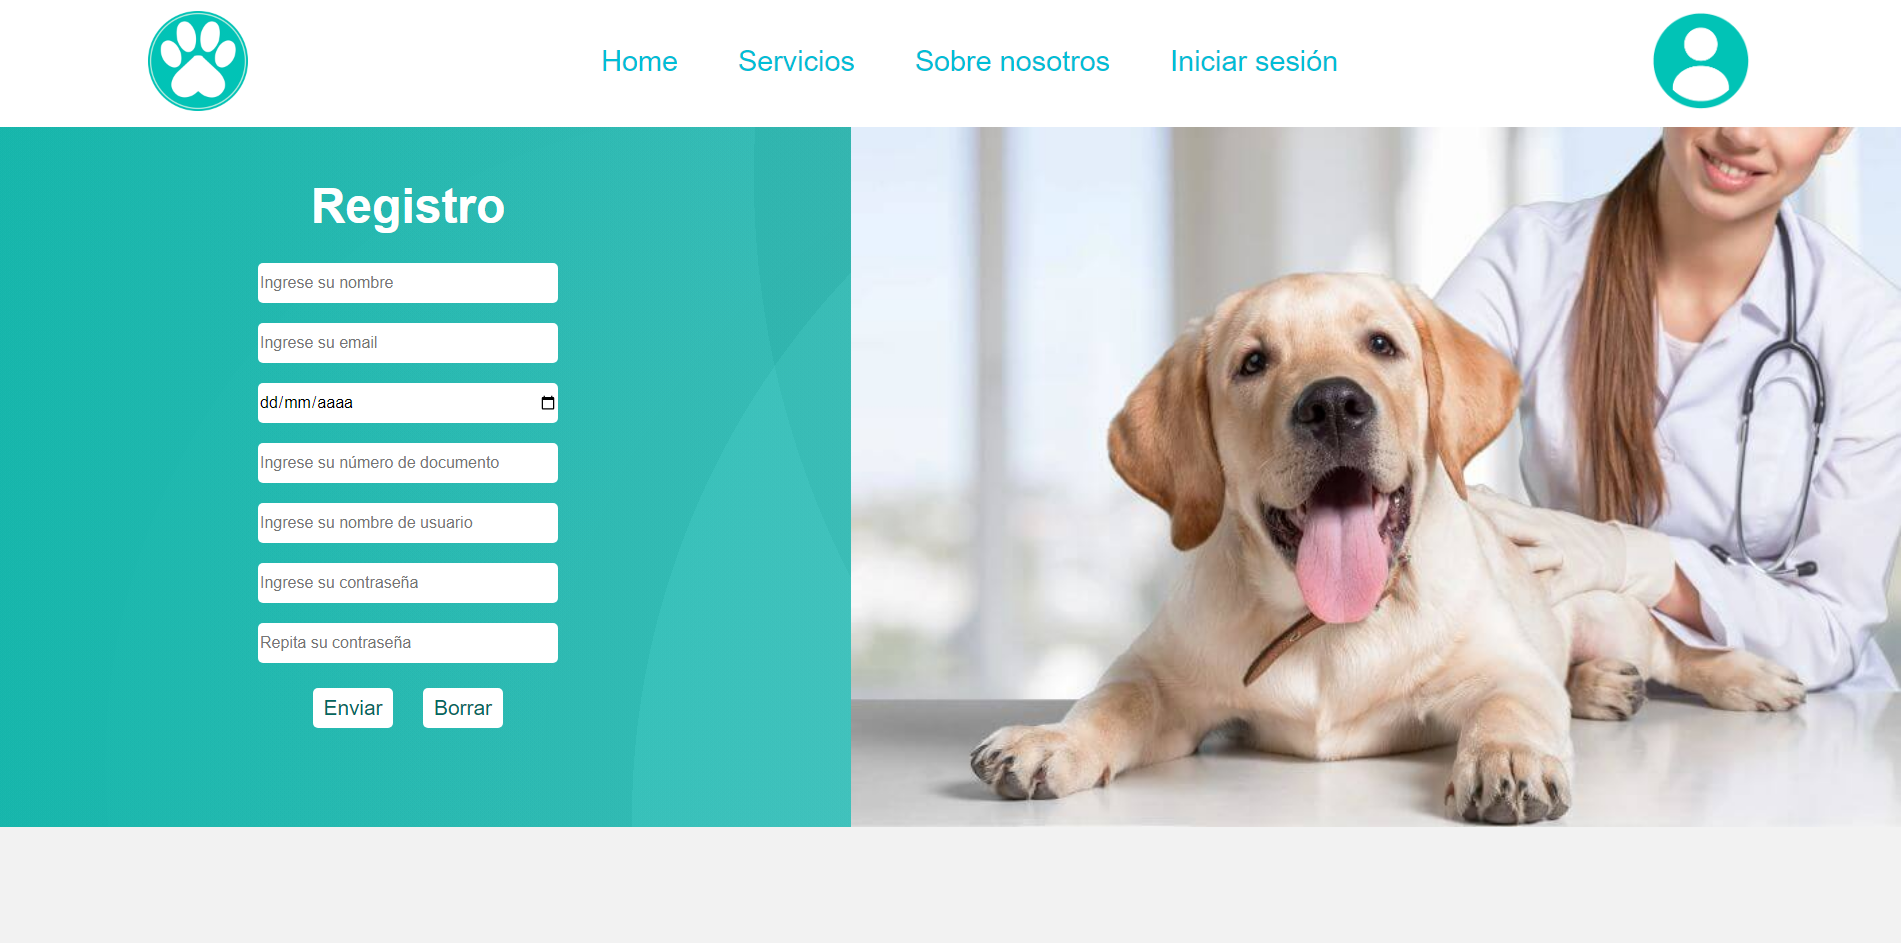 Home Servicios Sobre nosotros Iniciar sesión
Registro
Ingrese su nombre
Ingrese su email
dd/mm/aaaa
Ingrese su número de documento
Ingrese su nombre de usuario
Ingrese su contraseña
Repita su contraseña
Enviar Borrar